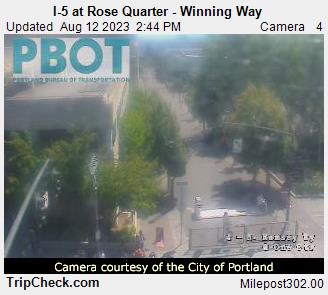 I-5 at Rose Quarter - Winning Way
Updated Aug 12 2023 2:44 PM Camera 4
PBOT
PORTLAND BUREAU OF TRANSPORTATION
Camera courtesy of the City of Portland
TripCheck.com Milepost302.00